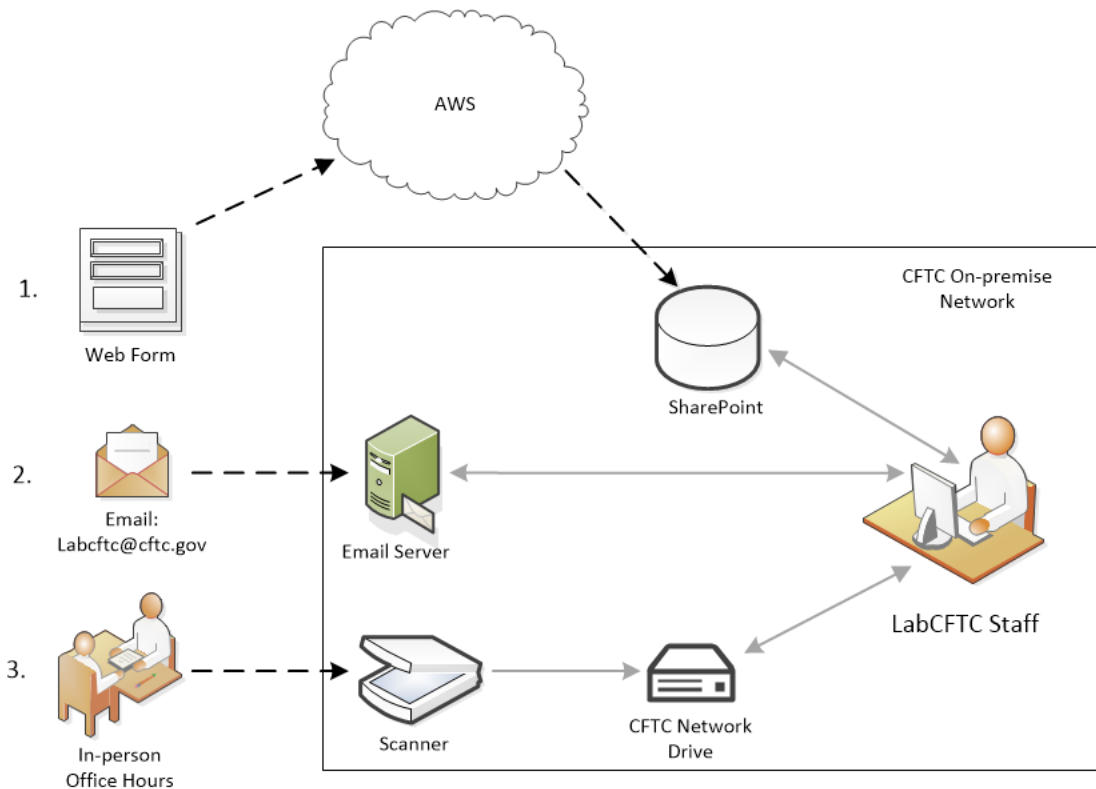 AWS
CFTC On-premise
Network
1.
Web Form
SharePoint
2.
Email:
Labcftc@cftc.gov
Email Server
LabCFTC Staff
3.
In-person
Office Hours
Scanner
CFTC Network
Drive